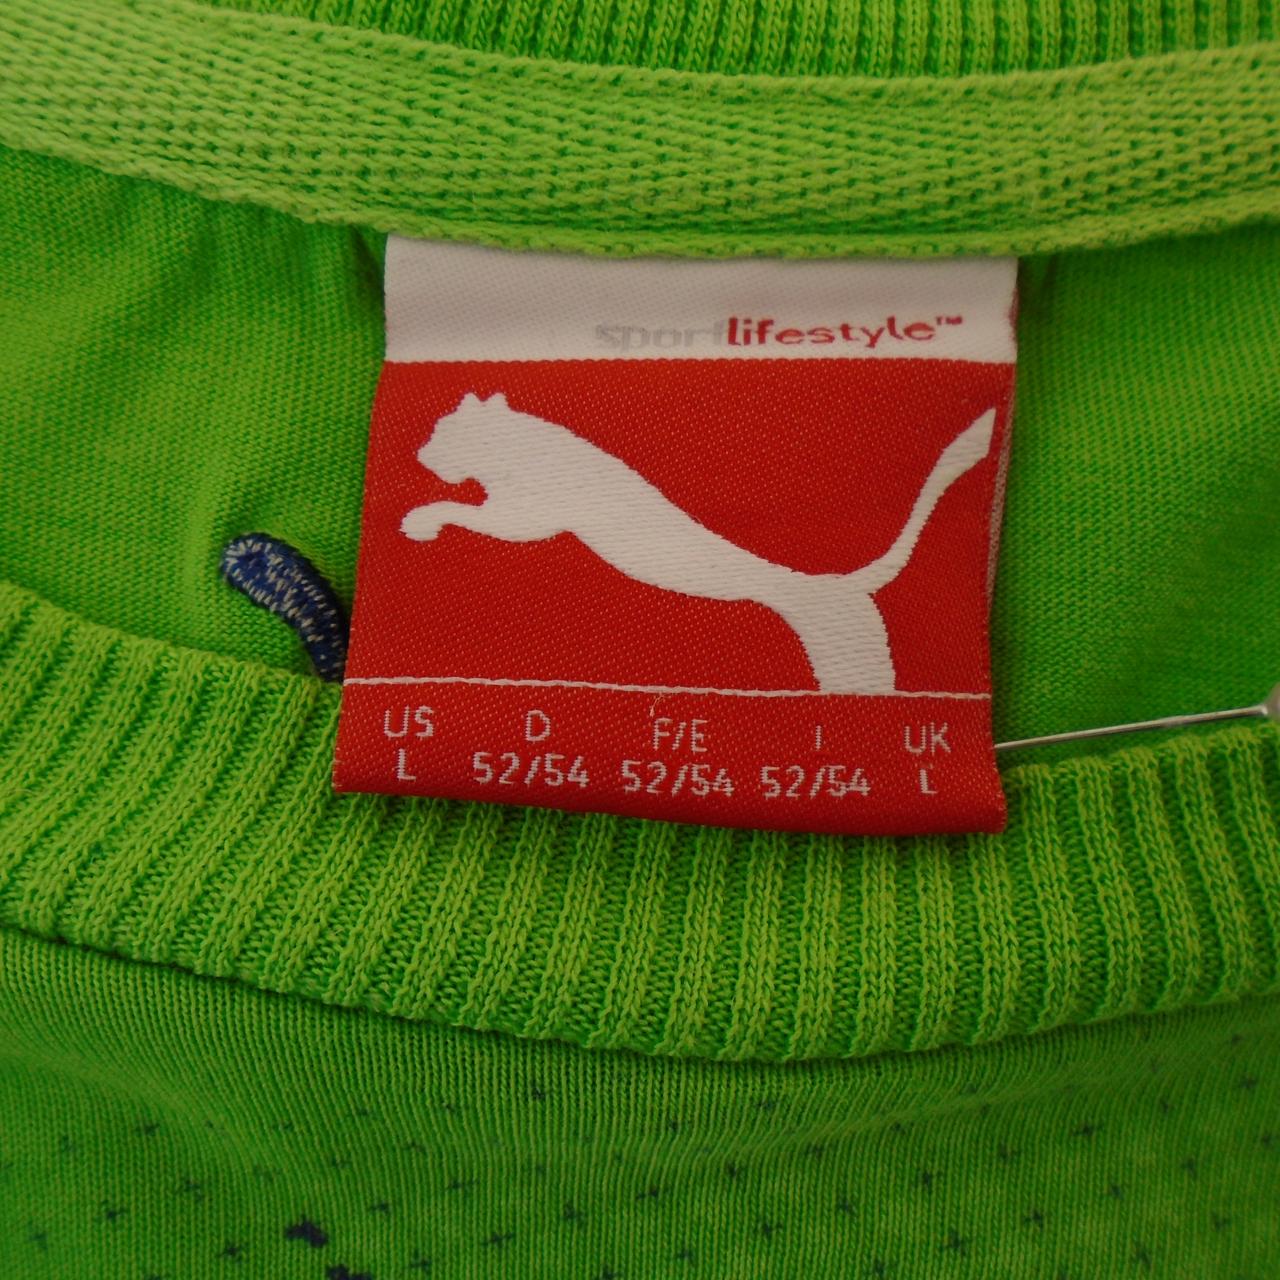 sportlifestyle™
US D F/E I UK
L 52/54 52/54 52/54 L